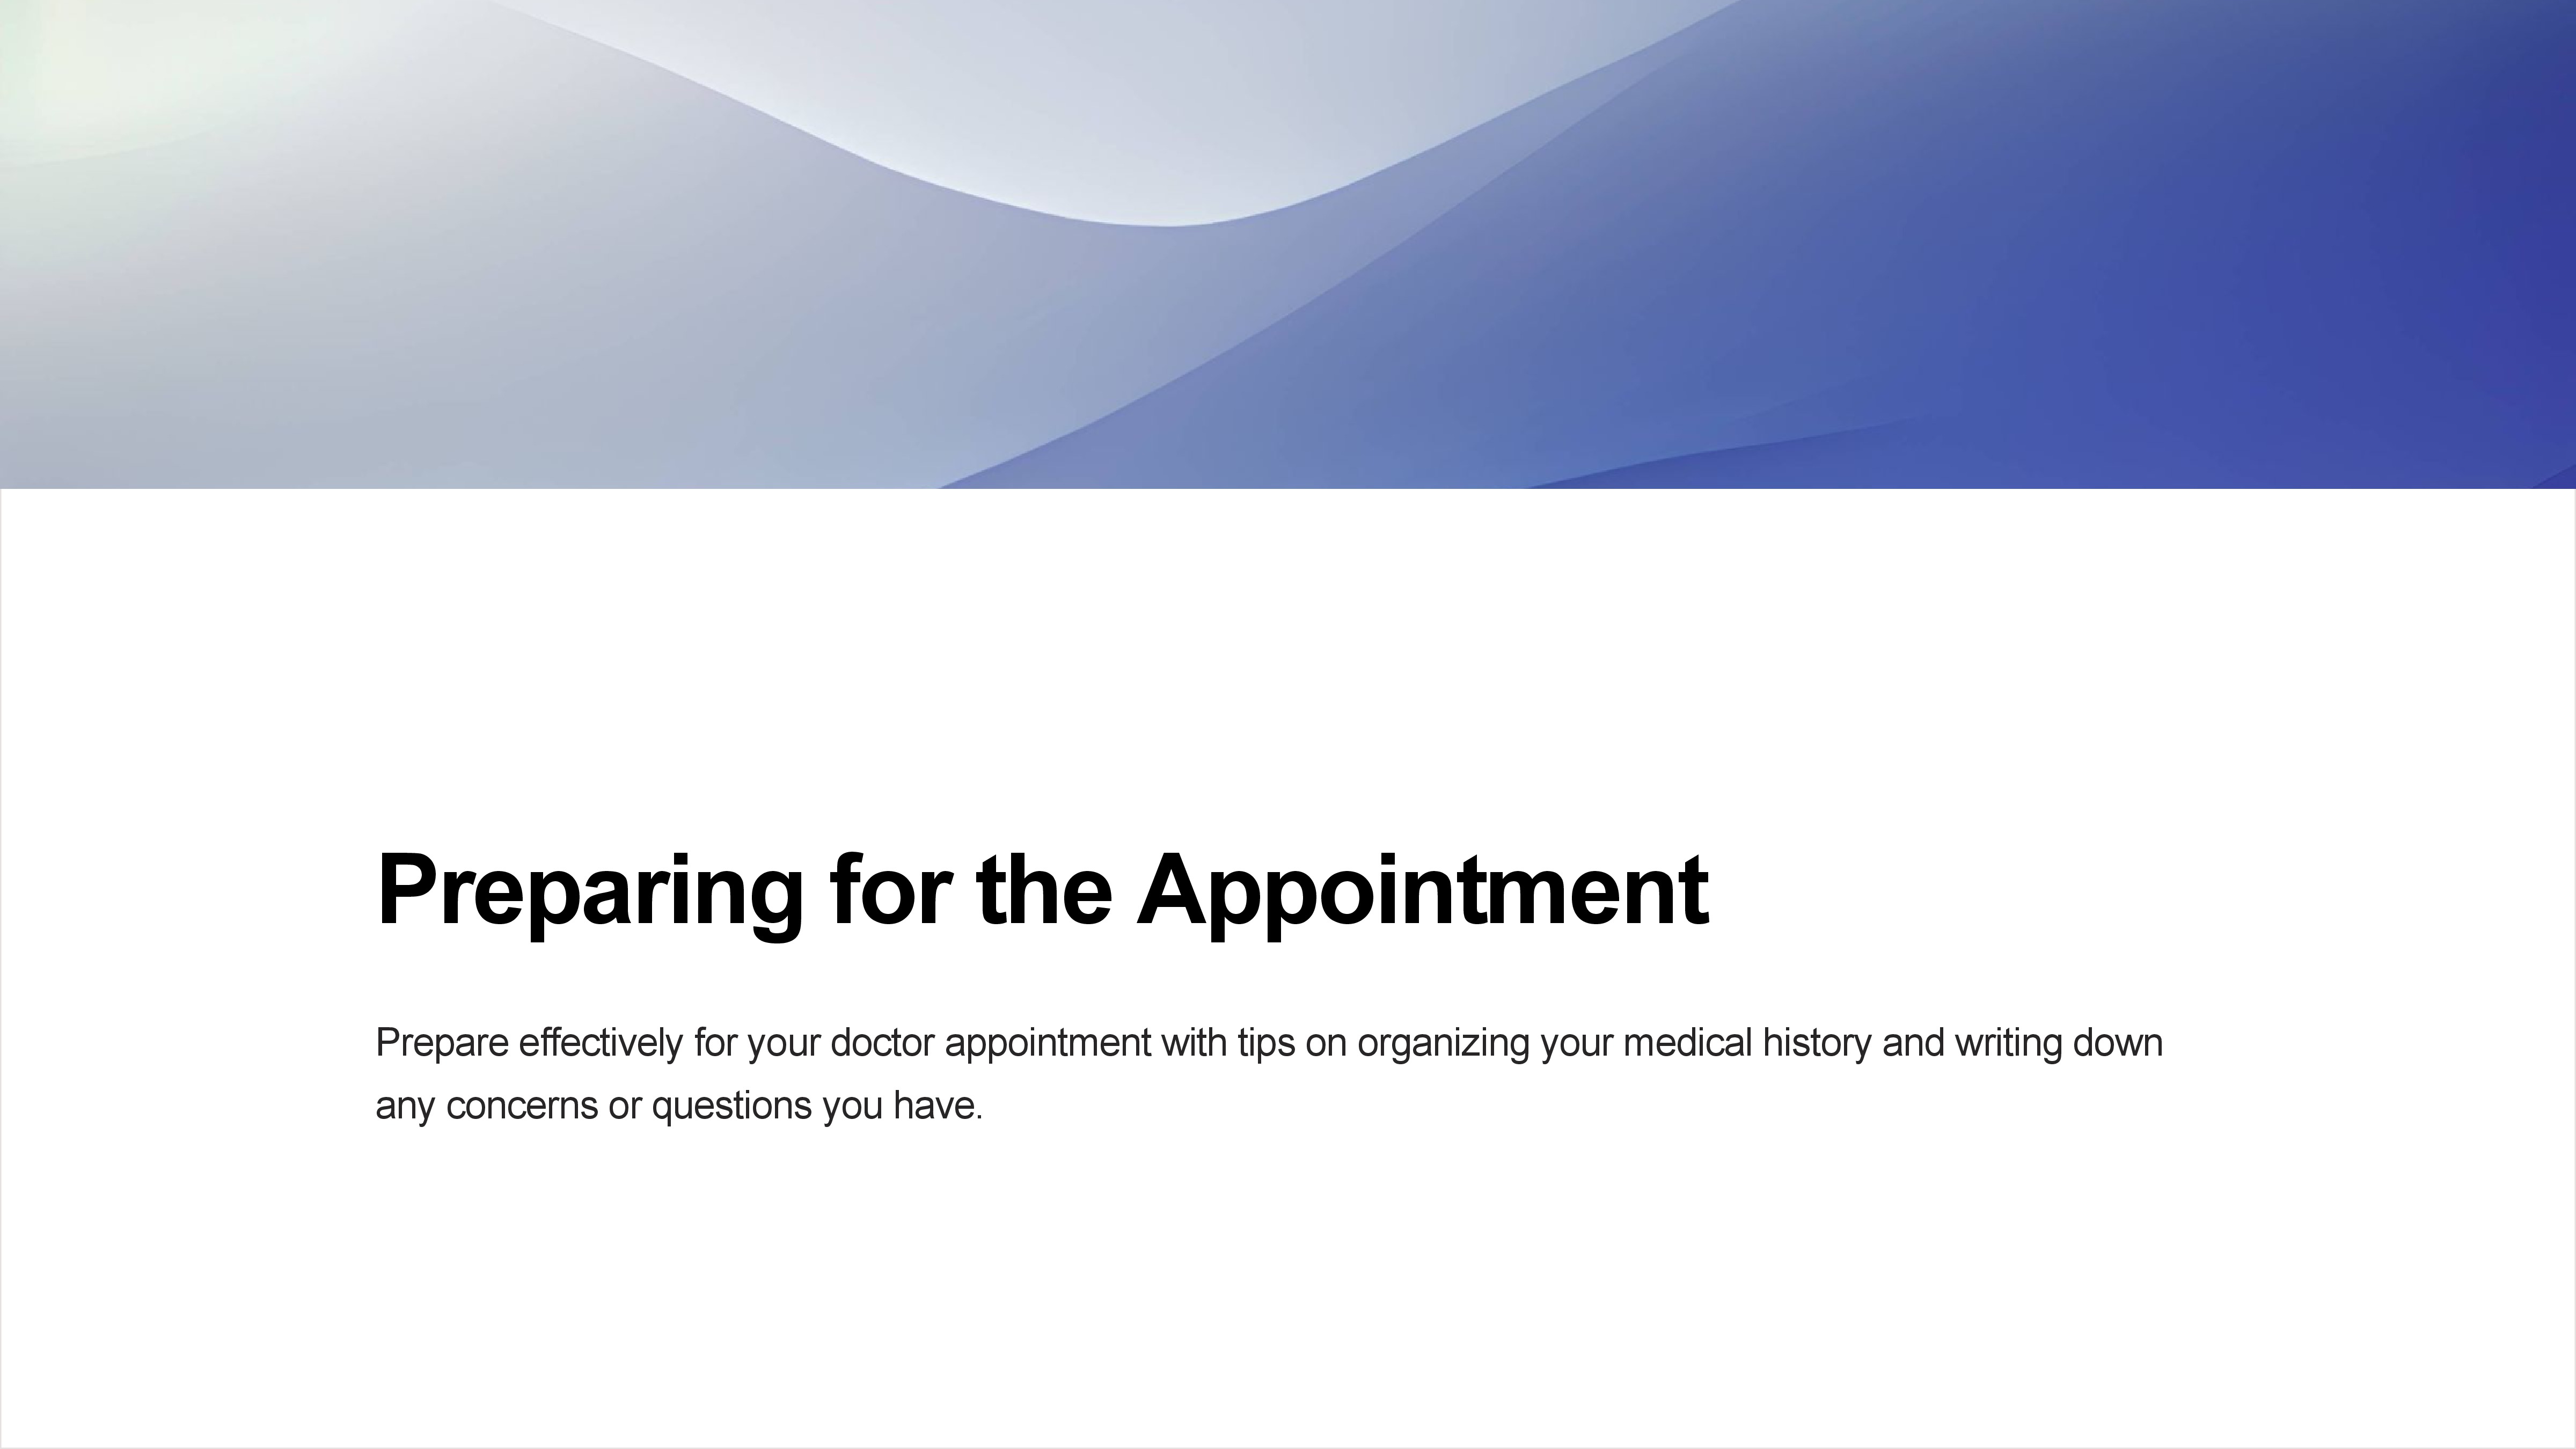 Preparing for the Appointment
Prepare effectively for your doctor appointment with tips on organizing your medical history and writing down
any concerns or questions you have.